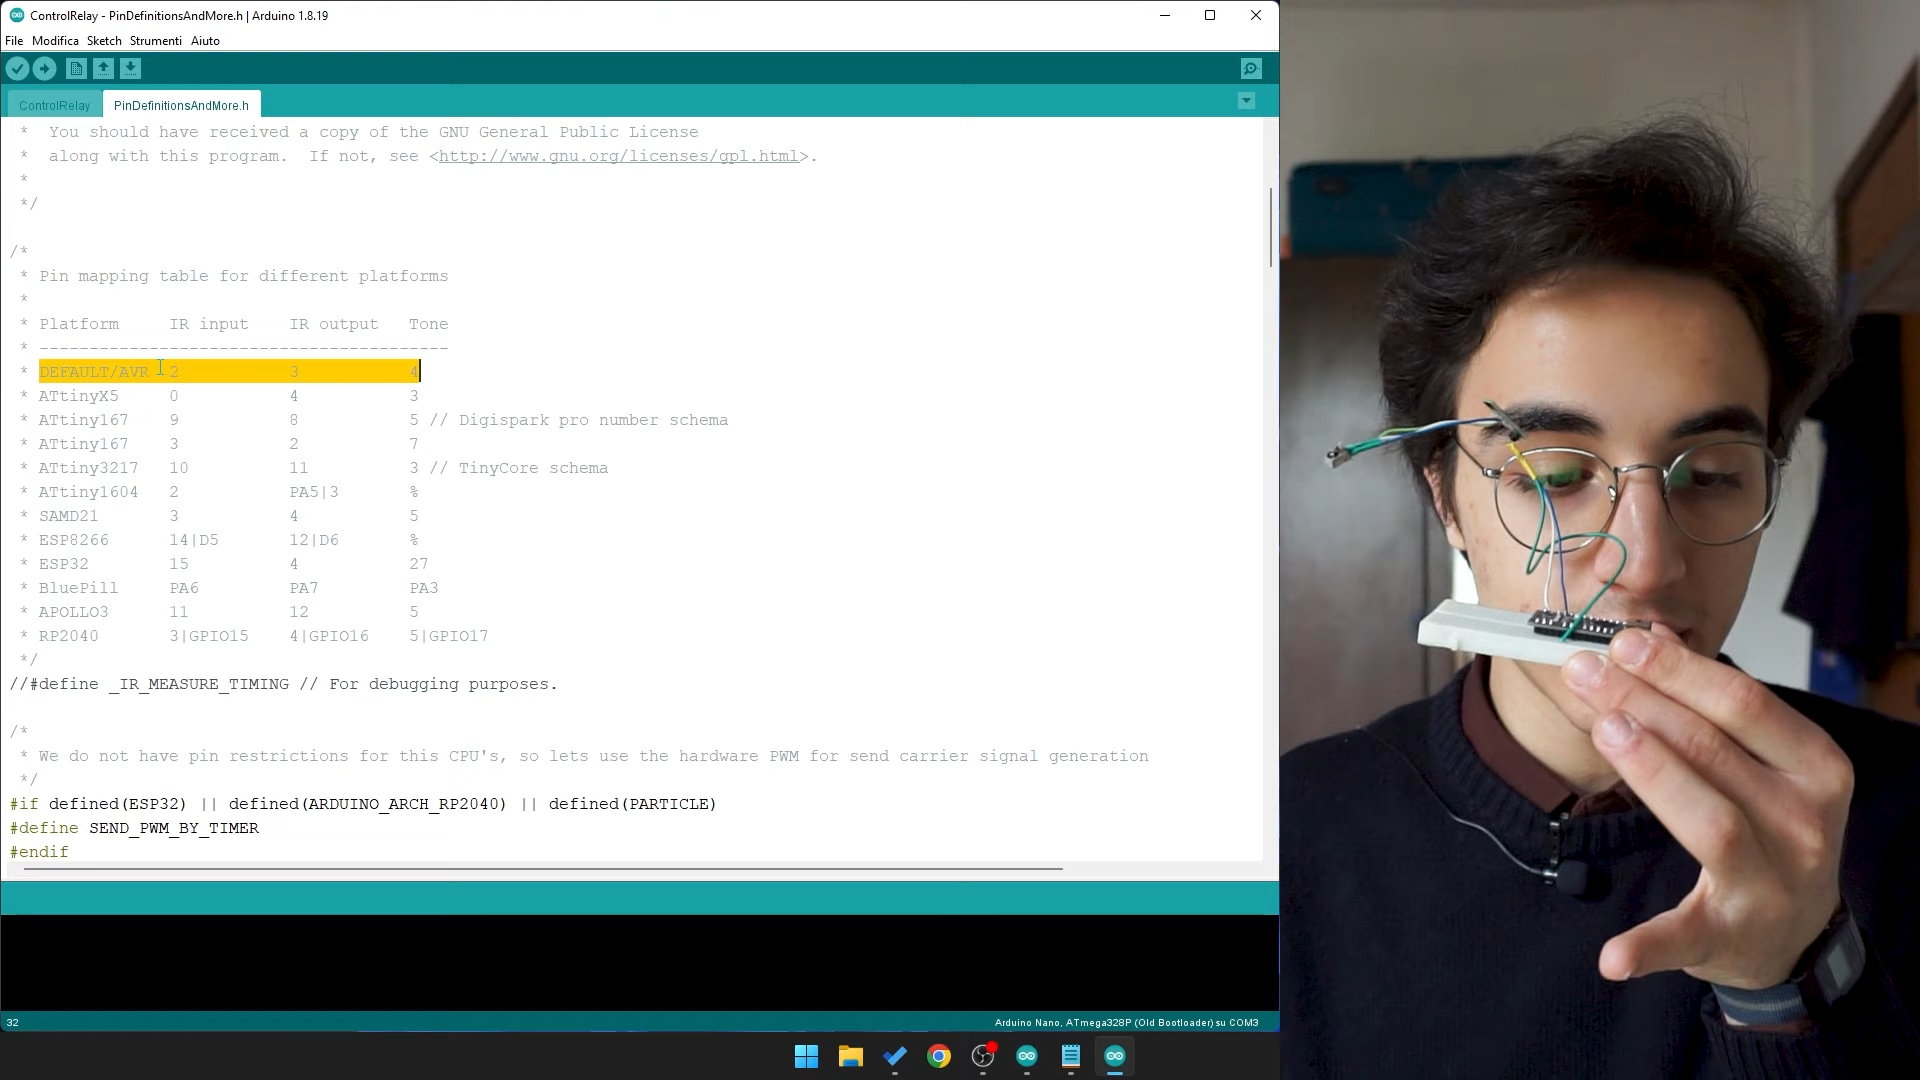 ControlRelay - PinDefinitionsAndMore.h | Arduino 1.8.19
File Modifica Sketch Strumenti Aiuto
ControlRelay PinDefinitionsAndMore.h
* You should have received a copy of the GNU General Public License
* along with this program. If not, see <http://www.gnu.org/licenses/gpl.html>.
*
*/
/*
* Pin mapping table for different platforms
*
* Platform IR input IR output Tone
* -----------------------------------------
* DEFAULT/AVR 2 3 4
* ATtinyX5 0 4 3
* ATtiny167 9 8 5 // Digispark pro number schema
* ATtiny167 3 2 7
* ATtiny3217 10 11 3 // TinyCore schema
* ATtiny1604 2 PA5|3 %
* SAMD21 3 4 5
* ESP8266 14|D5 12|D6 %
* ESP32 15 4 27
* BluePill PA6 PA7 PA3
* APOLLO3 11 12 5
* RP2040 3|GPIO15 4|GPIO16 5|GPIO17
*/
//#define _IR_MEASURE_TIMING // For debugging purposes.
/*
* We do not have pin restrictions for this CPU's, so lets use the hardware PWM for send carrier signal generation
*/
#if defined(ESP32) || defined(ARDUINO_ARCH_RP2040) || defined(PARTICLE)
#define SEND_PWM_BY_TIMER
#endif
32 Arduino Nano, ATmega328P (Old Bootloader) su COM3